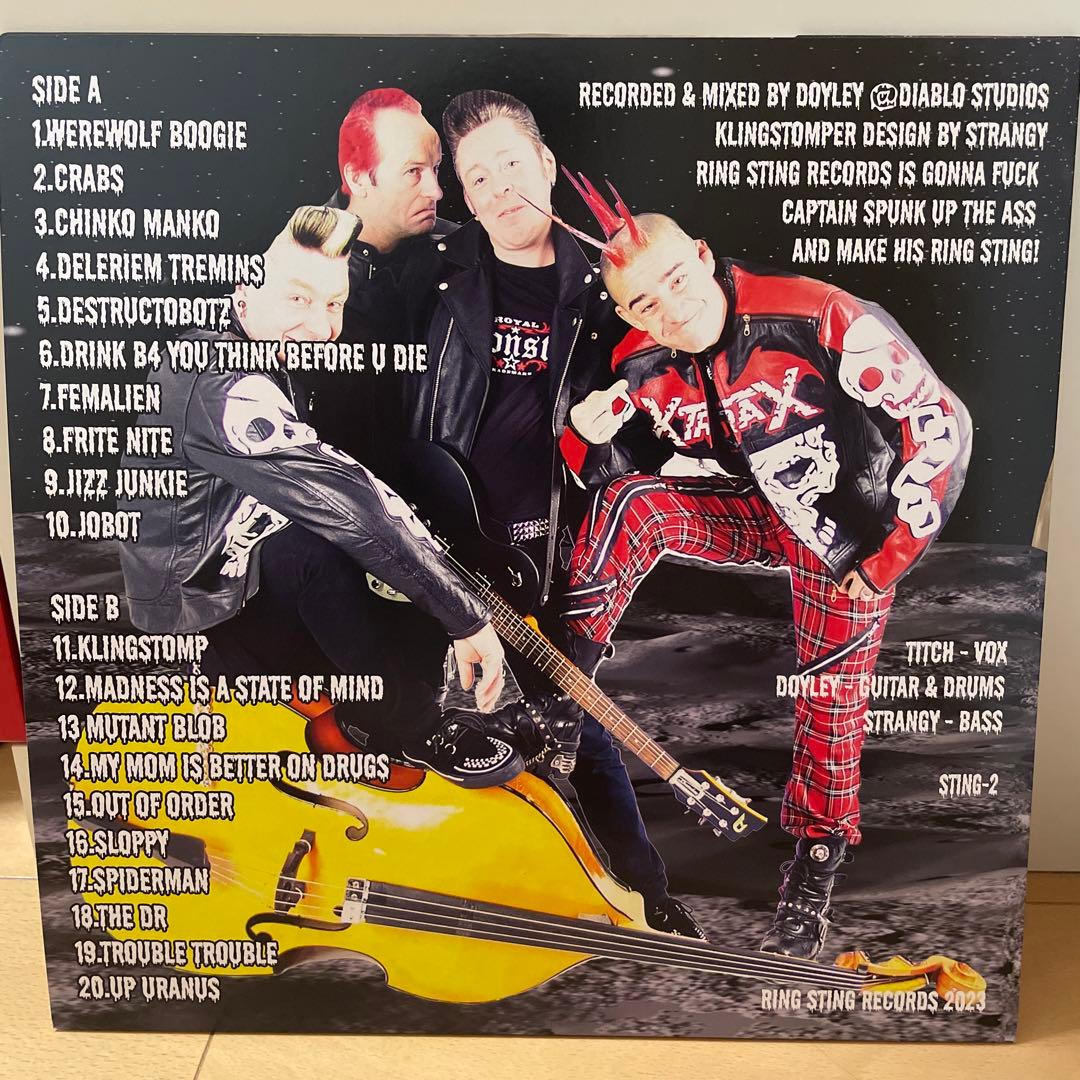 SIDE A
1.WEREWOLF BOOGIE
2.CRABS
3.CHINKO MANKO
4.DELERIEM TREMINS
5.DESTRUCTOBOTZ
6.DRINK B4 YOU THINK BEFORE U DIE
7.FEMALIEN
8.FRITE NITE
9.JIZZ JUNKIE
10.JOBOT
SIDE B
11.KLINGSTOMP
12.MADNESS IS A STATE OF MIND
13 MUTANT BLOB
14.MY MOM IS BETTER ON DRUGS
15.OUT OF ORDER
16.SLOPPY
17.SPIDERMAN
18.THE DR
19.TROUBLE TROUBLE
20.UP URANUS
RECORDED & MIXED BY DOYLEY @DIABLO STUDIOS
KLINGSTOMPER DESIGN BY STRANGY
RING STING RECORDS IS GONNA FUCK
CAPTAIN SPUNK UP THE ASS
AND MAKE HIS RING STING!
ROYAL
onst
XTRAX
TITCH - VOX
DOYLEY - GUITAR & DRUMS
STRANGY - BASS
STING-2
RING STING RECORDS 2023